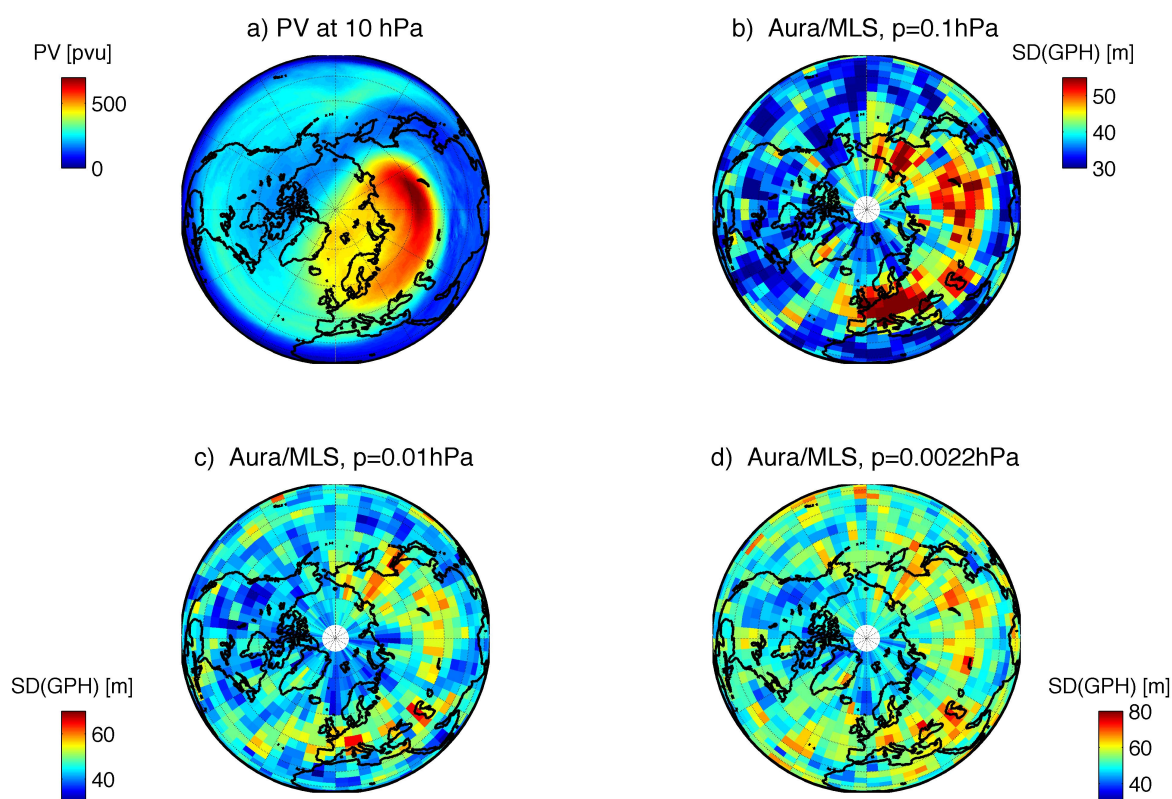 a) PV at 10 hPa
PV [pvu]
500
0
b) Aura/MLS, p=0.1hPa
SD(GPH) [m]
50
40
30
c) Aura/MLS, p=0.01hPa
SD(GPH) [m]
60
40
d) Aura/MLS, p=0.0022hPa
SD(GPH) [m]
80
60
40